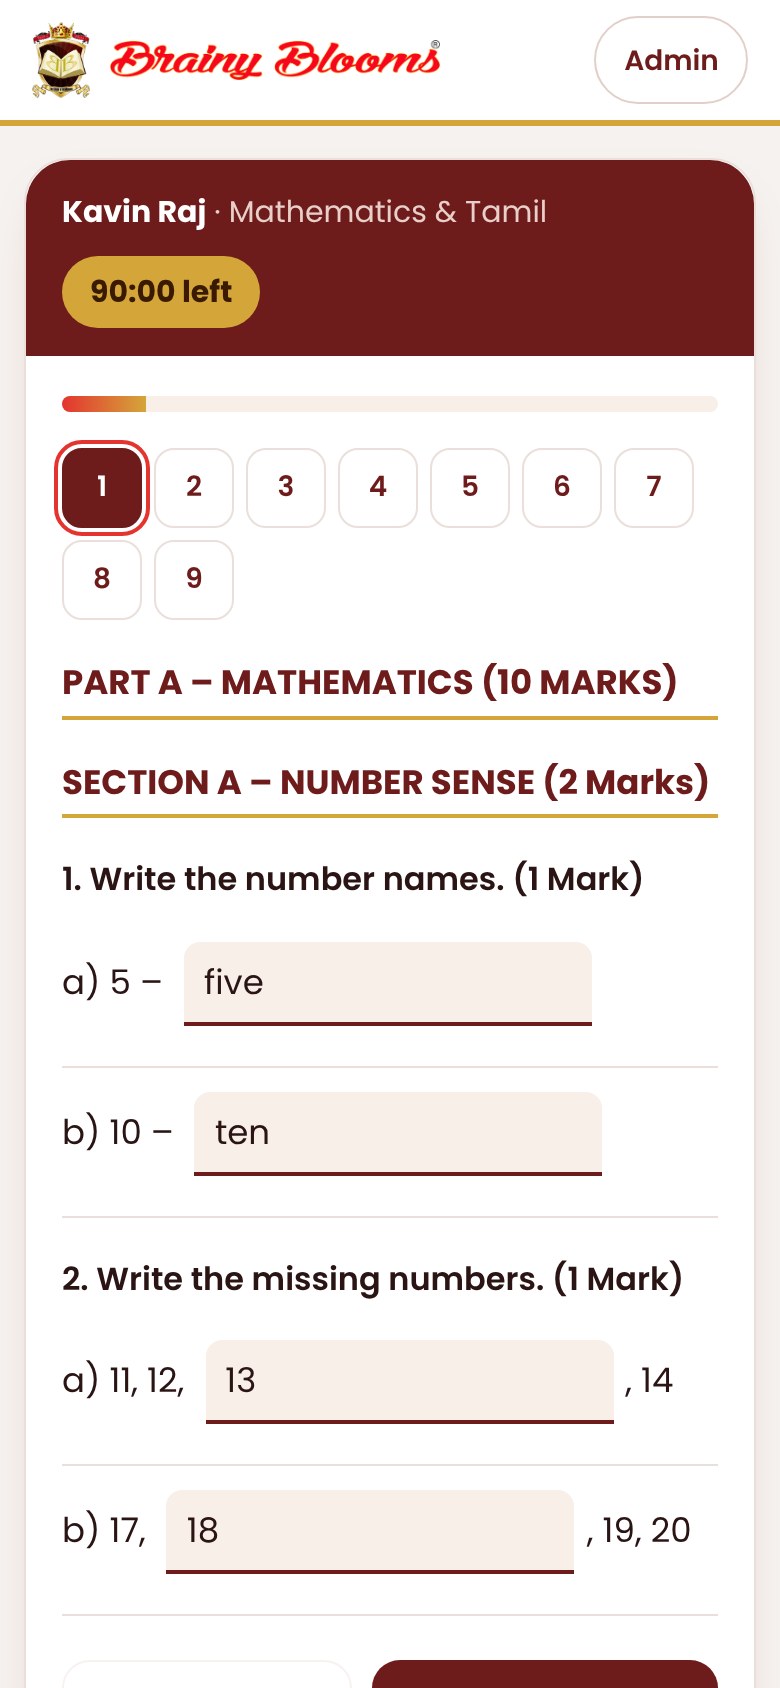 Brainy Blooms®
Admin
Kavin Raj · Mathematics & Tamil
90:00 left
1 2 3 4 5 6 7
8 9
PART A – MATHEMATICS (10 MARKS)
SECTION A – NUMBER SENSE (2 Marks)
1. Write the number names. (1 Mark)
a) 5 – five
b) 10 – ten
2. Write the missing numbers. (1 Mark)
a) 11, 12, 13 , 14
b) 17, 18 , 19, 20